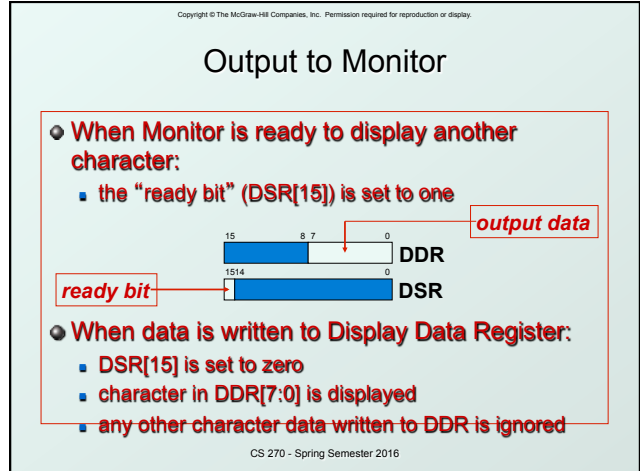 Copyright © The McGraw-Hill Companies, Inc. Permission required for reproduction or display.
Output to Monitor
When Monitor is ready to display another
character:
the “ready bit” (DSR[15]) is set to one
output data
15 8 7 0
DDR
1514 0
ready bit
DSR
When data is written to Display Data Register:
DSR[15] is set to zero
character in DDR[7:0] is displayed
any other character data written to DDR is ignored
CS 270 - Spring Semester 2016